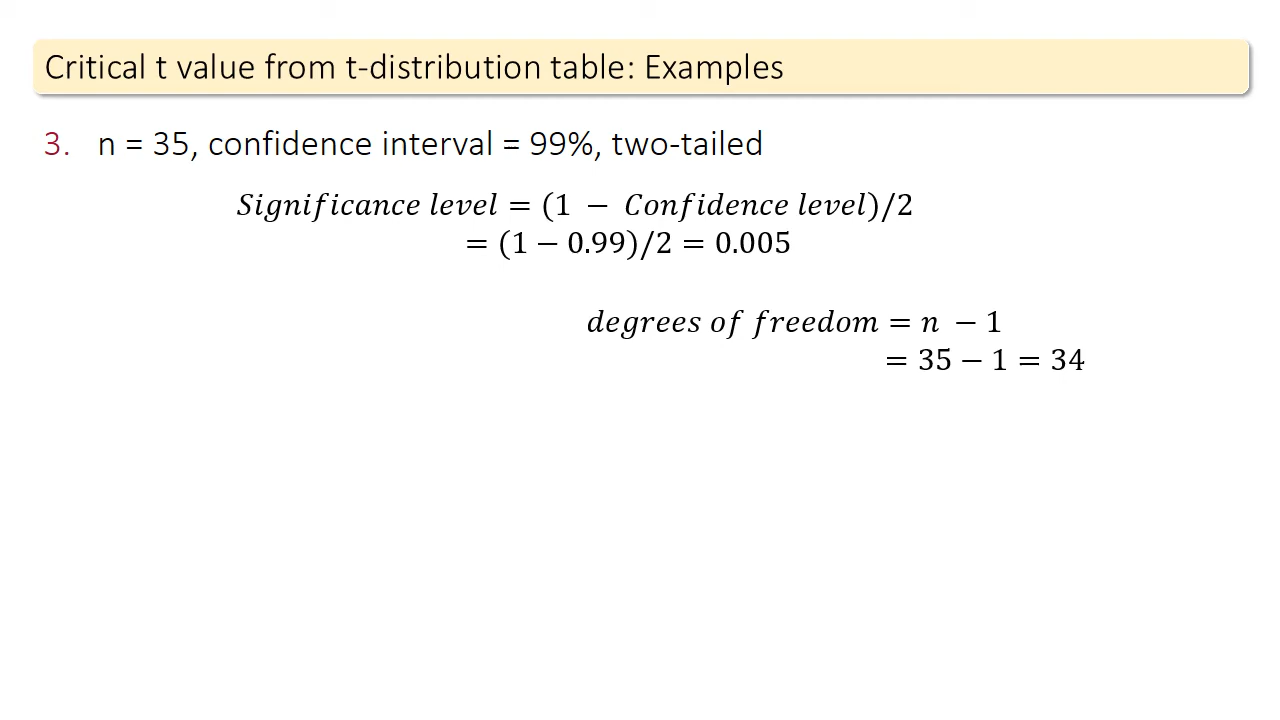 Critical t value from t-distribution table: Examples
3. n = 35, confidence interval = 99%, two-tailed
Significance level = (1 − Confidence level)/2
= (1 − 0.99)/2 = 0.005
degrees of freedom = n − 1
= 35 − 1 = 34